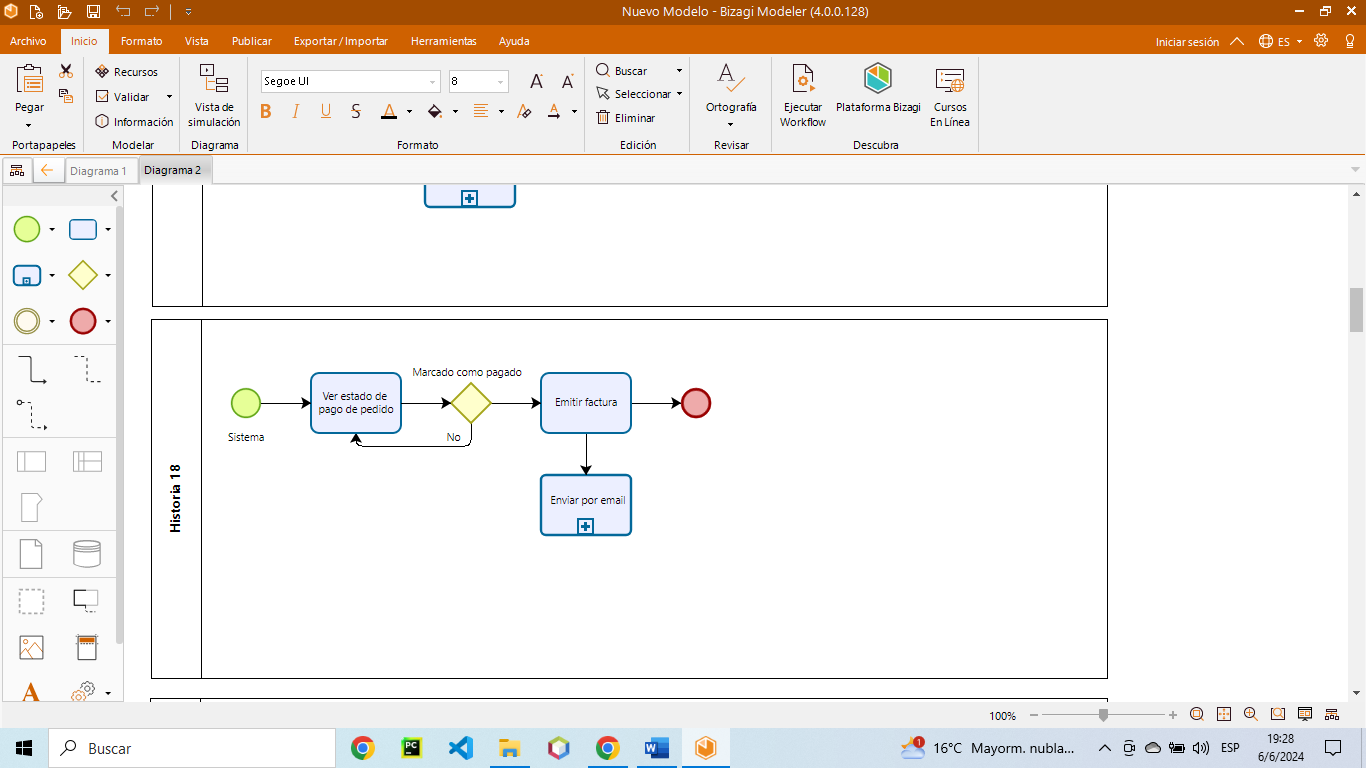 Nuevo Modelo - Bizagi Modeler (4.0.0.128)
Archivo Inicio Formato Vista Publicar Exportar / Importar Herramientas Ayuda Iniciar sesión ES
Pegar
Portapapeles
Recursos
Validar
Información
Modelar
Vista de
simulación
Diagrama
Segoe UI 8 A A
B I U S A A
Formato
Buscar
Seleccionar
Eliminar
Edición
Ortografía
Revisar
Ejecutar
Workflow
Plataforma Bizagi
Cursos
En Línea
Descubra
Diagrama 1 Diagrama 2
Historia 18
Sistema
Ver estado de
pago de pedido
Marcado como pagado
No
Emitir factura
Enviar por email
A
100%
Buscar
PC
W
1
16°C Mayorm. nubla...
ESP
19:28
6/6/2024